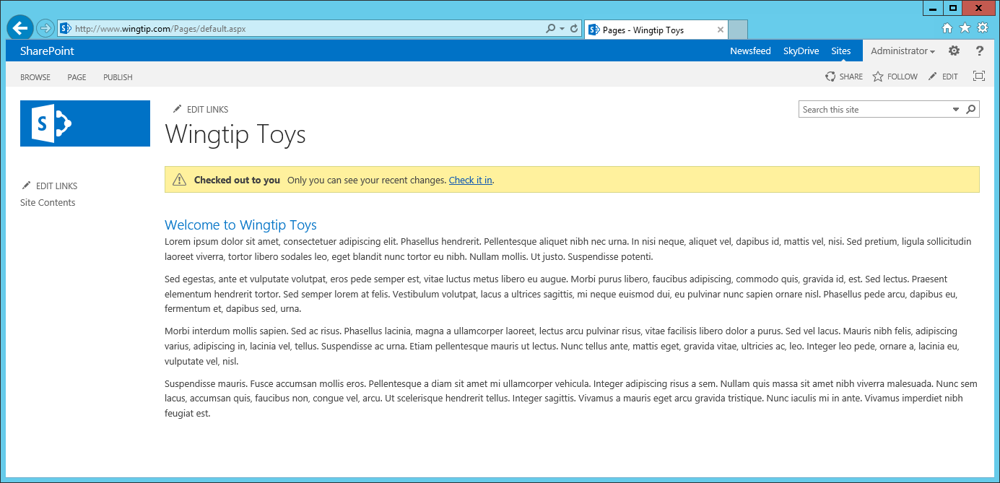 http://www.wingtip.com/Pages/default.aspx
Pages - Wingtip Toys
SharePoint
Newsfeed SkyDrive Sites Administrator ?
BROWSE PAGE PUBLISH
SHARE FOLLOW EDIT
S
EDIT LINKS
Search this site
Wingtip Toys
Checked out to you Only you can see your recent changes. Check it in.
EDIT LINKS
Site Contents
Welcome to Wingtip Toys
Lorem ipsum dolor sit amet, consectetuer adipiscing elit. Phasellus hendrerit. Pellentesque aliquet nibh nec urna. In nisi neque, aliquet vel, dapibus id, mattis vel, nisi. Sed pretium, ligula sollicitudin
laoreet viverra, tortor libero sodales leo, eget blandit nunc tortor eu nibh. Nullam mollis. Ut justo. Suspendisse potenti.
Sed egestas, ante et vulputate volutpat, eros pede semper est, vitae luctus metus libero eu augue. Morbi purus libero, faucibus adipiscing, commodo quis, gravida id, est. Sed lectus. Praesent
elementum hendrerit tortor. Sed semper lorem at felis. Vestibulum volutpat, lacus a ultrices sagittis, mi neque euismod dui, eu pulvinar nunc sapien ornare nisl. Phasellus pede arcu, dapibus eu,
fermentum et, dapibus sed, urna.
Morbi interdum mollis sapien. Sed ac risus. Phasellus lacinia, magna a ullamcorper laoreet, lectus arcu pulvinar risus, vitae facilisis libero dolor a purus. Sed vel lacus. Mauris nibh felis, adipiscing
varius, adipiscing in, lacinia vel, tellus. Suspendisse ac urna. Etiam pellentesque mauris ut lectus. Nunc tellus ante, mattis eget, gravida vitae, ultricies ac, leo. Integer leo pede, ornare a, lacinia eu,
vulputate vel, nisl.
Suspendisse mauris. Fusce accumsan mollis eros. Pellentesque a diam sit amet mi ullamcorper vehicula. Integer adipiscing risus a sem. Nullam quis massa sit amet nibh viverra malesuada. Nunc sem
lacus, accumsan quis, faucibus non, congue vel, arcu. Ut scelerisque hendrerit tellus. Integer sagittis. Vivamus a mauris eget arcu gravida tristique. Nunc iaculis mi in ante. Vivamus imperdiet nibh
feugiat est.